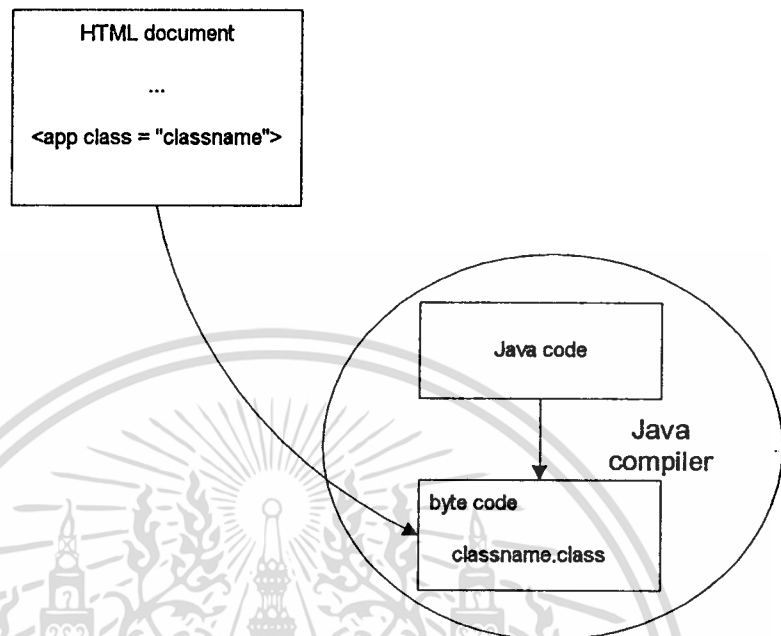 HTML document
...
<app class = "classname">
Java code
Java
compiler
byte code
classname.class